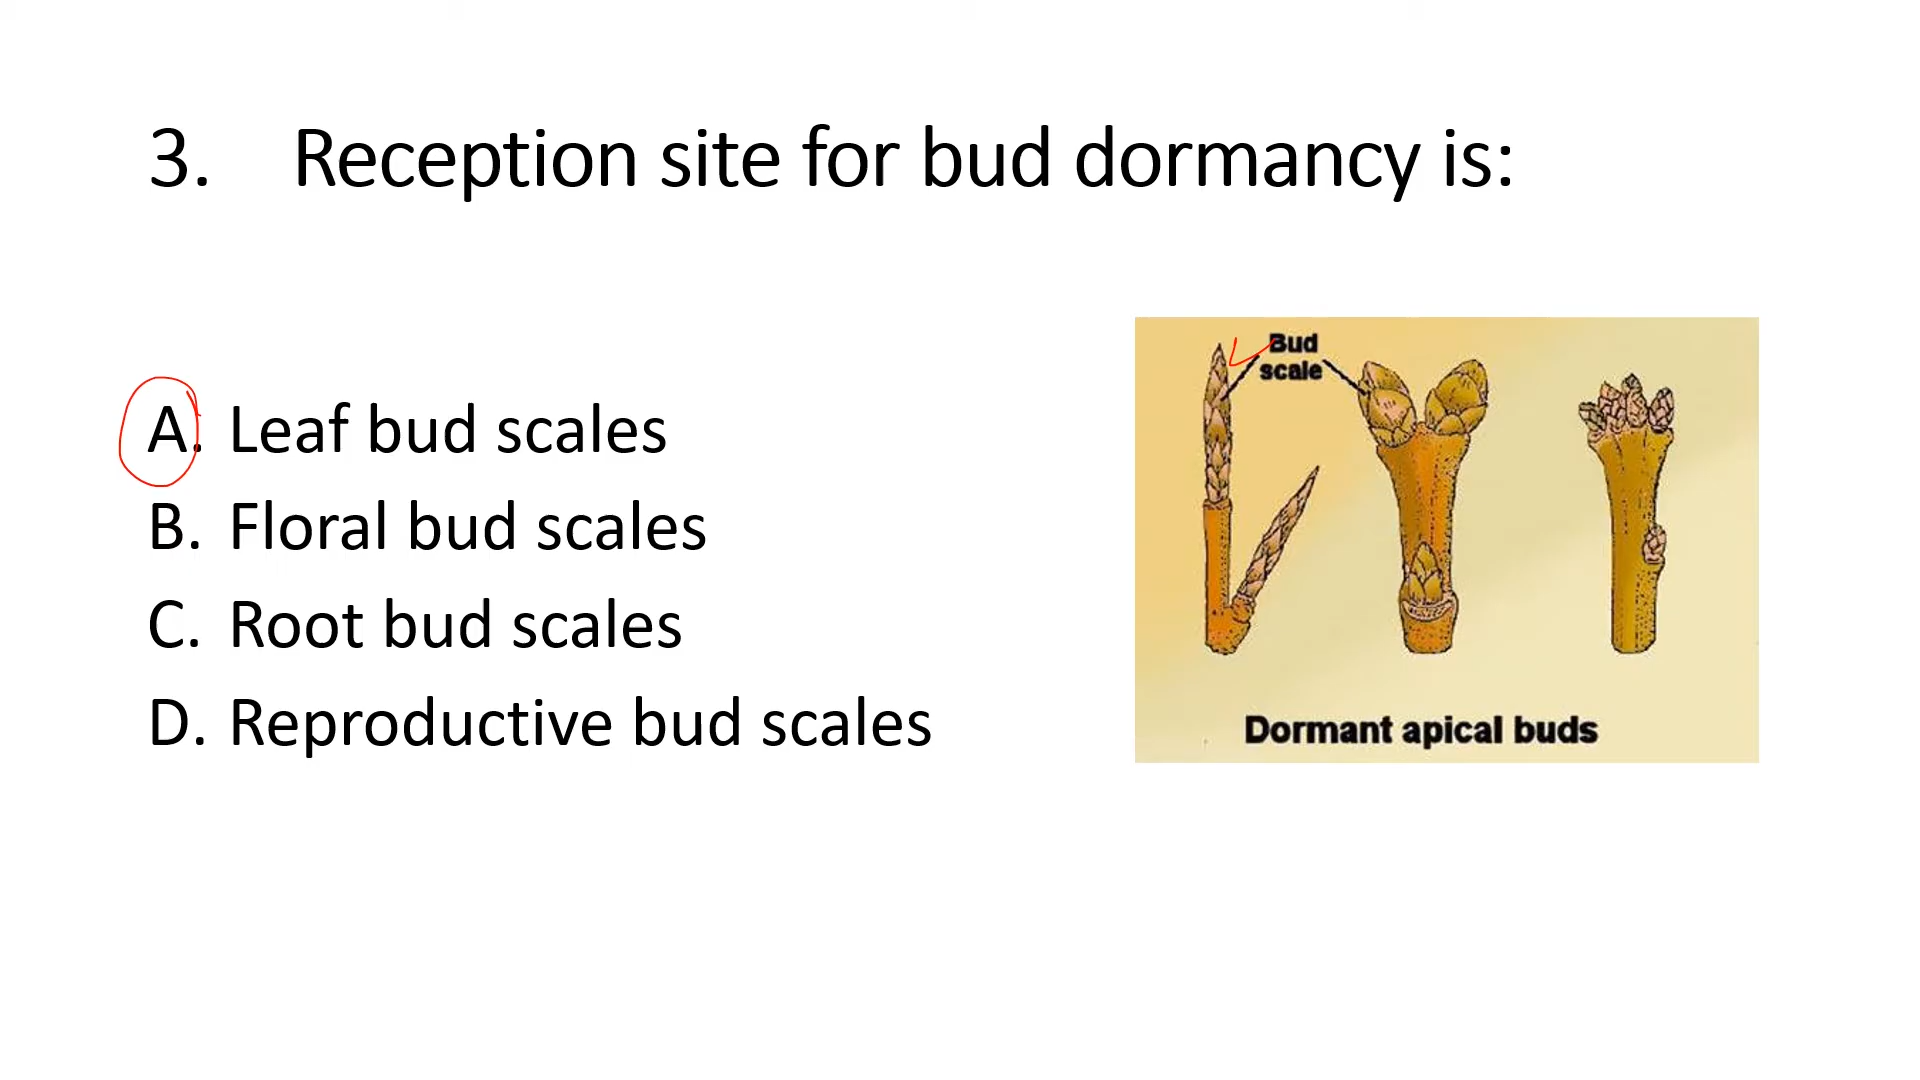 3. Reception site for bud dormancy is:
A. Leaf bud scales
B. Floral bud scales
C. Root bud scales
D. Reproductive bud scales
Bud
scale
Dormant apical buds